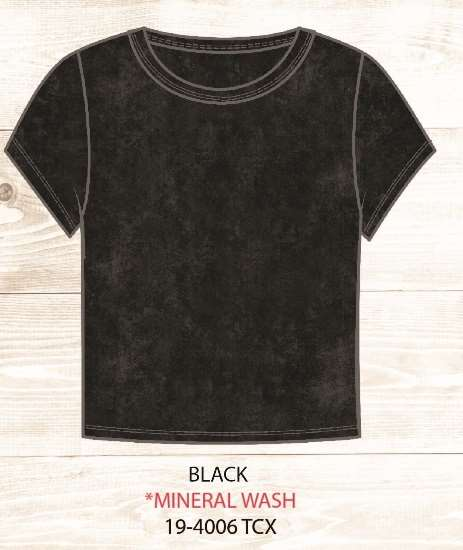 BLACK
*MINERAL WASH
19-4006 TCX